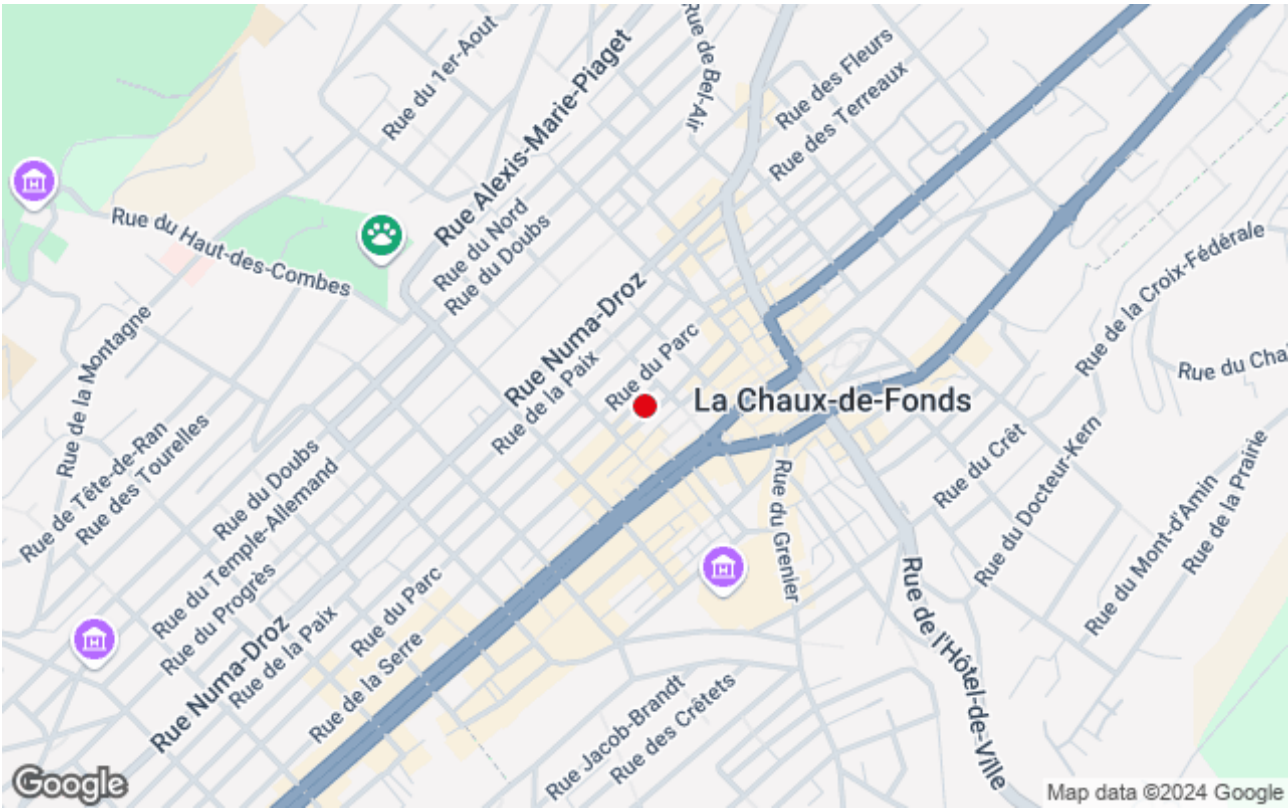 Rue du 1er-Aout
Rue Alexis-Marie-Piaget
Rue de Bel-Air
Rue des Fleurs
Rue des Terreaux
Rue du Haut-des-Combes
Rue du Nord
Rue du Doubs
Rue Numa-Droz
Rue de la Croix-Fédérale
Rue de la Montagne
Rue de la Paix
Rue du Parc
La Chaux-de-Fonds
Rue du Cha
Rue de Tête-de-Ran
Rue des Tourelles
Rue du Doubs
Rue du Temple-Allemand
Rue du Progrès
Rue du Grenier
Rue du Crêt
Rue du Docteur-Kern
Rue du Mont-d'Amin
Rue de la Prairie
Rue Numa-Droz
Rue de la Paix
Rue du Parc
Rue de la Serre
Rue de l'Hôtel-de-Ville
Rue Jacob-Brandt
Rue des Crêtets
Google
Map data ©2024 Google